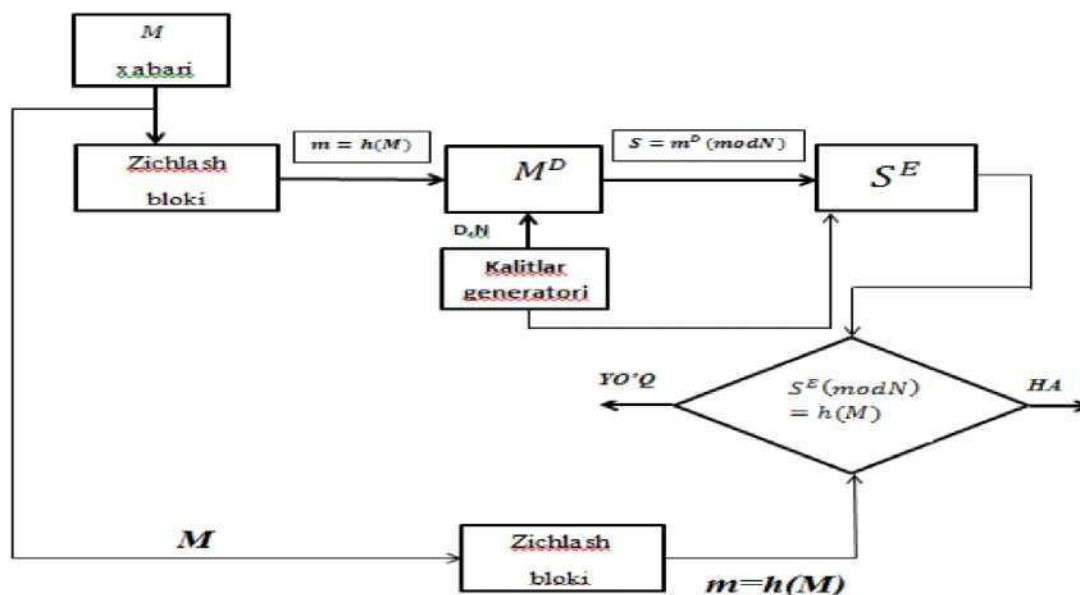 M
xabari
Zichlash
bloki
m = h(M)
M^D
S = m^D (modN)
S^E
D,N
Kalitlar
generatori
YO'Q
S^E(modN)
= h(M)
HA
M
Zichlash
bloki
m=h(M)